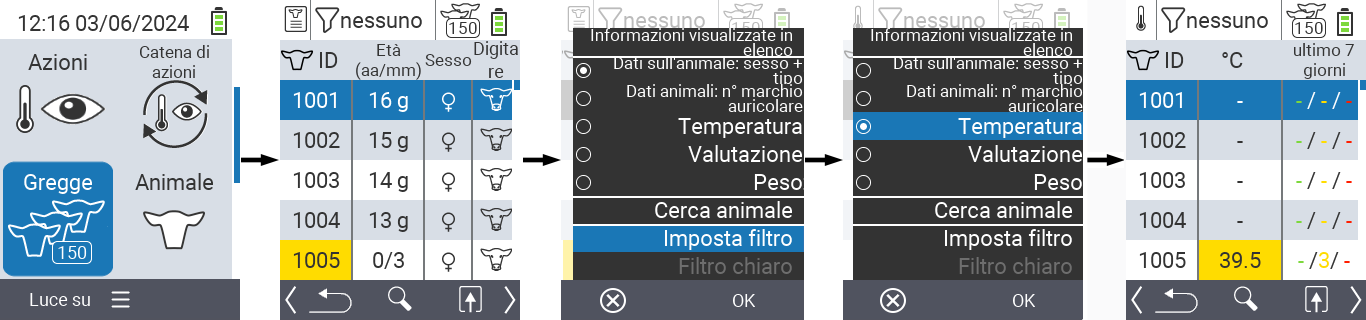 12:16 03/06/2024
Azioni
Catena di
azioni
Gregge
150
Animale
Luce su
nessuno
150
ID
Età
(aa/mm)
Sesso
Digita
re
1001 16 g
1002 15 g
1003 14 g
1004 13 g
1005 0/3
nessuno
150
Informazioni visualizzate in
elenco
Dati sull'animale: sesso +
tipo
Dati animali: n° marchio
auricolare
Temperatura
Valutazione
Peso
Cerca animale
Imposta filtro
Filtro chiaro
OK
nessuno
150
Informazioni visualizzate in
elenco
Dati sull'animale: sesso +
tipo
Dati animali: n° marchio
auricolare
Temperatura
Valutazione
Peso
Cerca animale
Imposta filtro
Filtro chiaro
OK
nessuno
150
ID
°C
ultimo 7
giorni
1001 - - / - / -
1002 - - / - / -
1003 - - / - / -
1004 - - / - / -
1005 39.5 - /3/ -